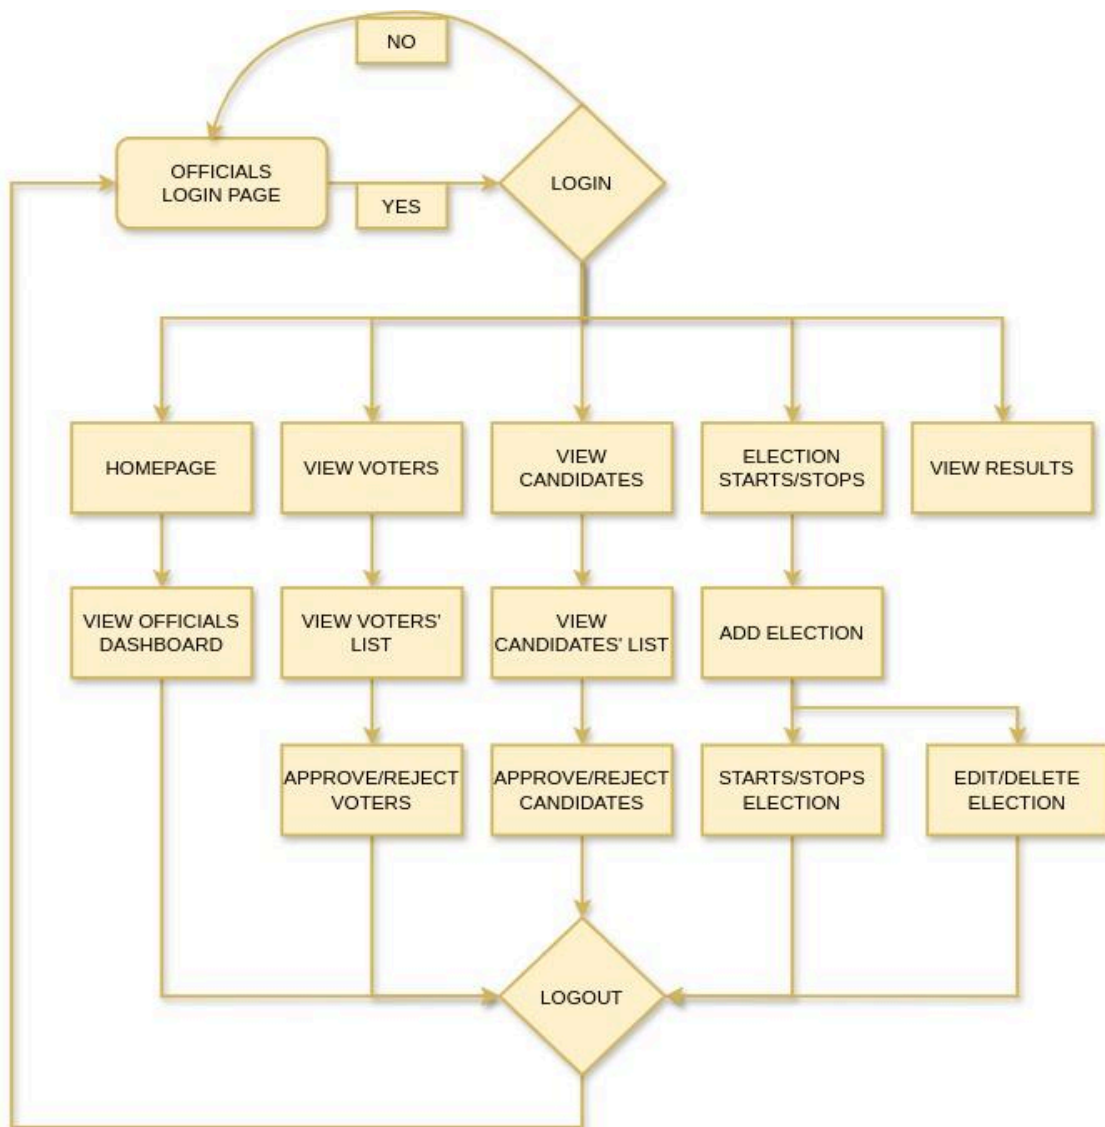 NO
OFFICIALS
LOGIN PAGE
YES
LOGIN
HOMEPAGE
VIEW VOTERS
VIEW
CANDIDATES
ELECTION
STARTS/STOPS
VIEW RESULTS
VIEW OFFICIALS
DASHBOARD
VIEW VOTERS'
LIST
VIEW
CANDIDATES' LIST
ADD ELECTION
APPROVE/REJECT
VOTERS
APPROVE/REJECT
CANDIDATES
STARTS/STOPS
ELECTION
EDIT/DELETE
ELECTION
LOGOUT